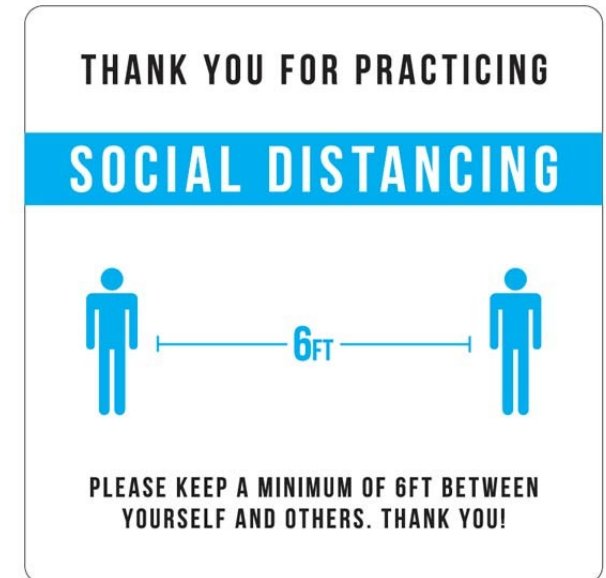 THANK YOU FOR PRACTICING
SOCIAL DISTANCING
6FT
PLEASE KEEP A MINIMUM OF 6FT BETWEEN
YOURSELF AND OTHERS. THANK YOU!